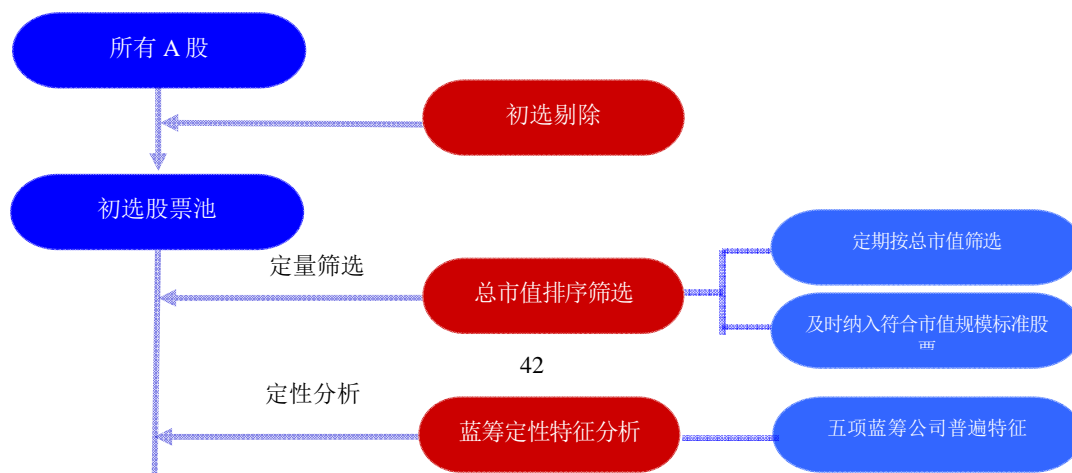 所有 A 股
初选剔除
初选股票池
定期按总市值筛选
定量筛选
总市值排序筛选
及时纳入符合市值规模标准股
票
42
定性分析
蓝筹定性特征分析
五项蓝筹公司普遍特征